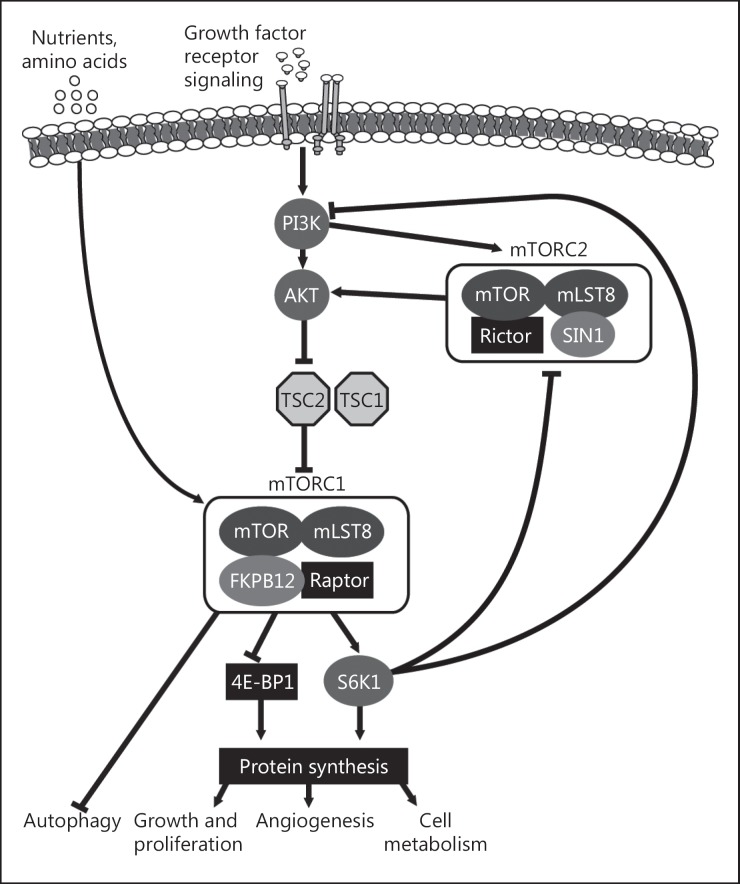 Nutrients,
amino acids
Growth factor
receptor
signaling
PI3K
mTORC2
AKT
mTOR
mLST8
Rictor
SIN1
TSC2
TSC1
mTORC1
mTOR
mLST8
FKPB12
Raptor
4E-BP1
S6K1
Protein synthesis
Autophagy
Growth and
proliferation
Angiogenesis
Cell
metabolism